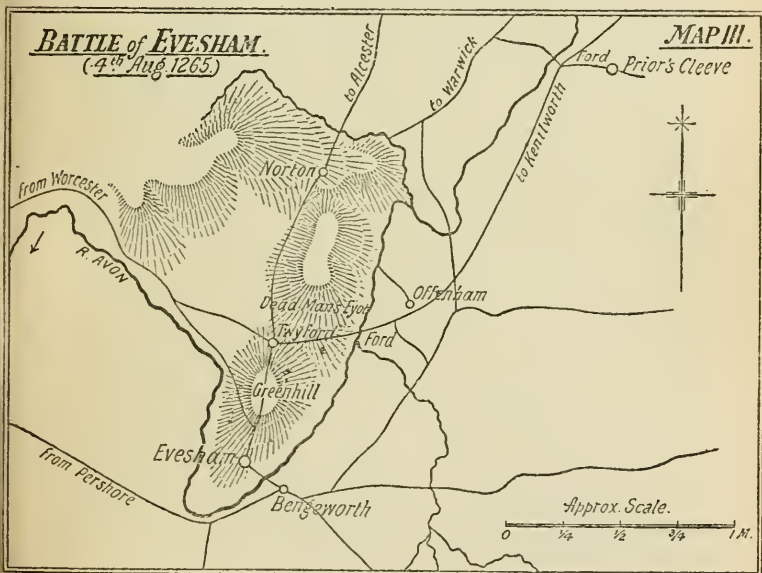 BATTLE of EVESHAM.
(4th Aug. 1265.)
MAP III.
to Alcester
to Warwick
Ford
Prior's Cleeve
to Kenilworth
Norton
From Worcester
R. AVON
Offenham
Dead Man's Eyot
Twyford
Ford
Greenhill
Evesham
From Pershore
Bengeworth
Approx. Scale.
0 1/4 1/2 3/4 1 M.